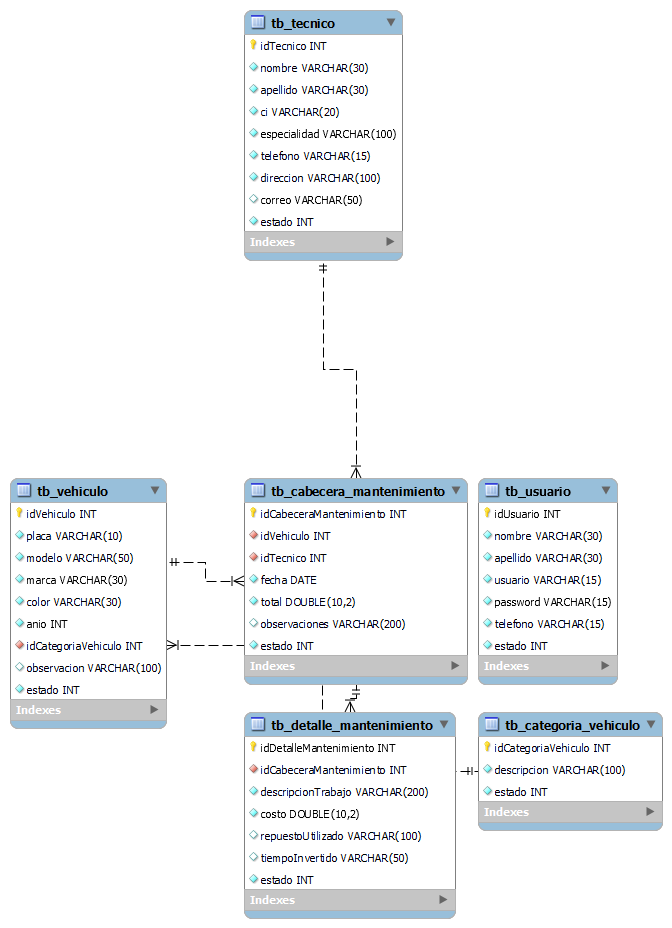 tb_tecnico
idTecnico INT
nombre VARCHAR(30)
apellido VARCHAR(30)
ci VARCHAR(20)
especialidad VARCHAR(100)
telefono VARCHAR(15)
direccion VARCHAR(100)
correo VARCHAR(50)
estado INT
Indexes
tb_vehiculo
idVehiculo INT
placa VARCHAR(10)
modelo VARCHAR(50)
marca VARCHAR(30)
color VARCHAR(30)
anio INT
idCategoriaVehiculo INT
observacion VARCHAR(100)
estado INT
Indexes
tb_cabecera_mantenimiento
idCabeceraMantenimiento INT
idVehiculo INT
idTecnico INT
fecha DATE
total DOUBLE(10,2)
observaciones VARCHAR(200)
estado INT
Indexes
tb_usuario
idUsuario INT
nombre VARCHAR(30)
apellido VARCHAR(30)
usuario VARCHAR(15)
password VARCHAR(15)
telefono VARCHAR(15)
estado INT
Indexes
tb_detalle_mantenimiento
idDetalleMantenimiento INT
idCabeceraMantenimiento INT
descripcionTrabajo VARCHAR(200)
costo DOUBLE(10,2)
repuestoUtilizado VARCHAR(100)
tiempoInvertido VARCHAR(50)
estado INT
Indexes
tb_categoria_vehiculo
idCategoriaVehiculo INT
descripcion VARCHAR(100)
estado INT
Indexes